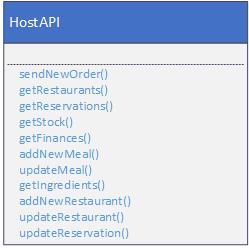 HostAPI
sendNewOrder()
getRestaurants()
getReservations()
getStock()
getFinances()
addNewMeal()
updateMeal()
getIngredients()
addNewRestaurant()
updateRestaurant()
updateReservation()